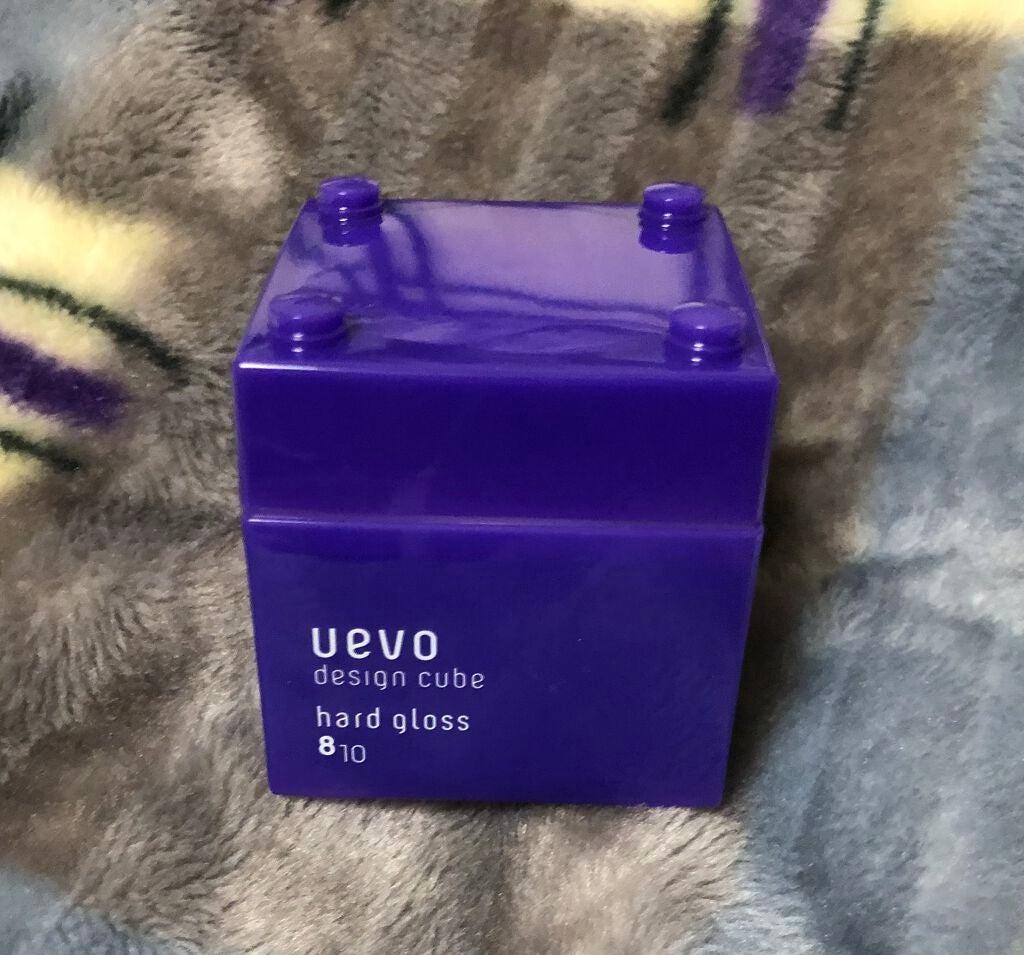 uevo
design cube
hard gloss
8 10